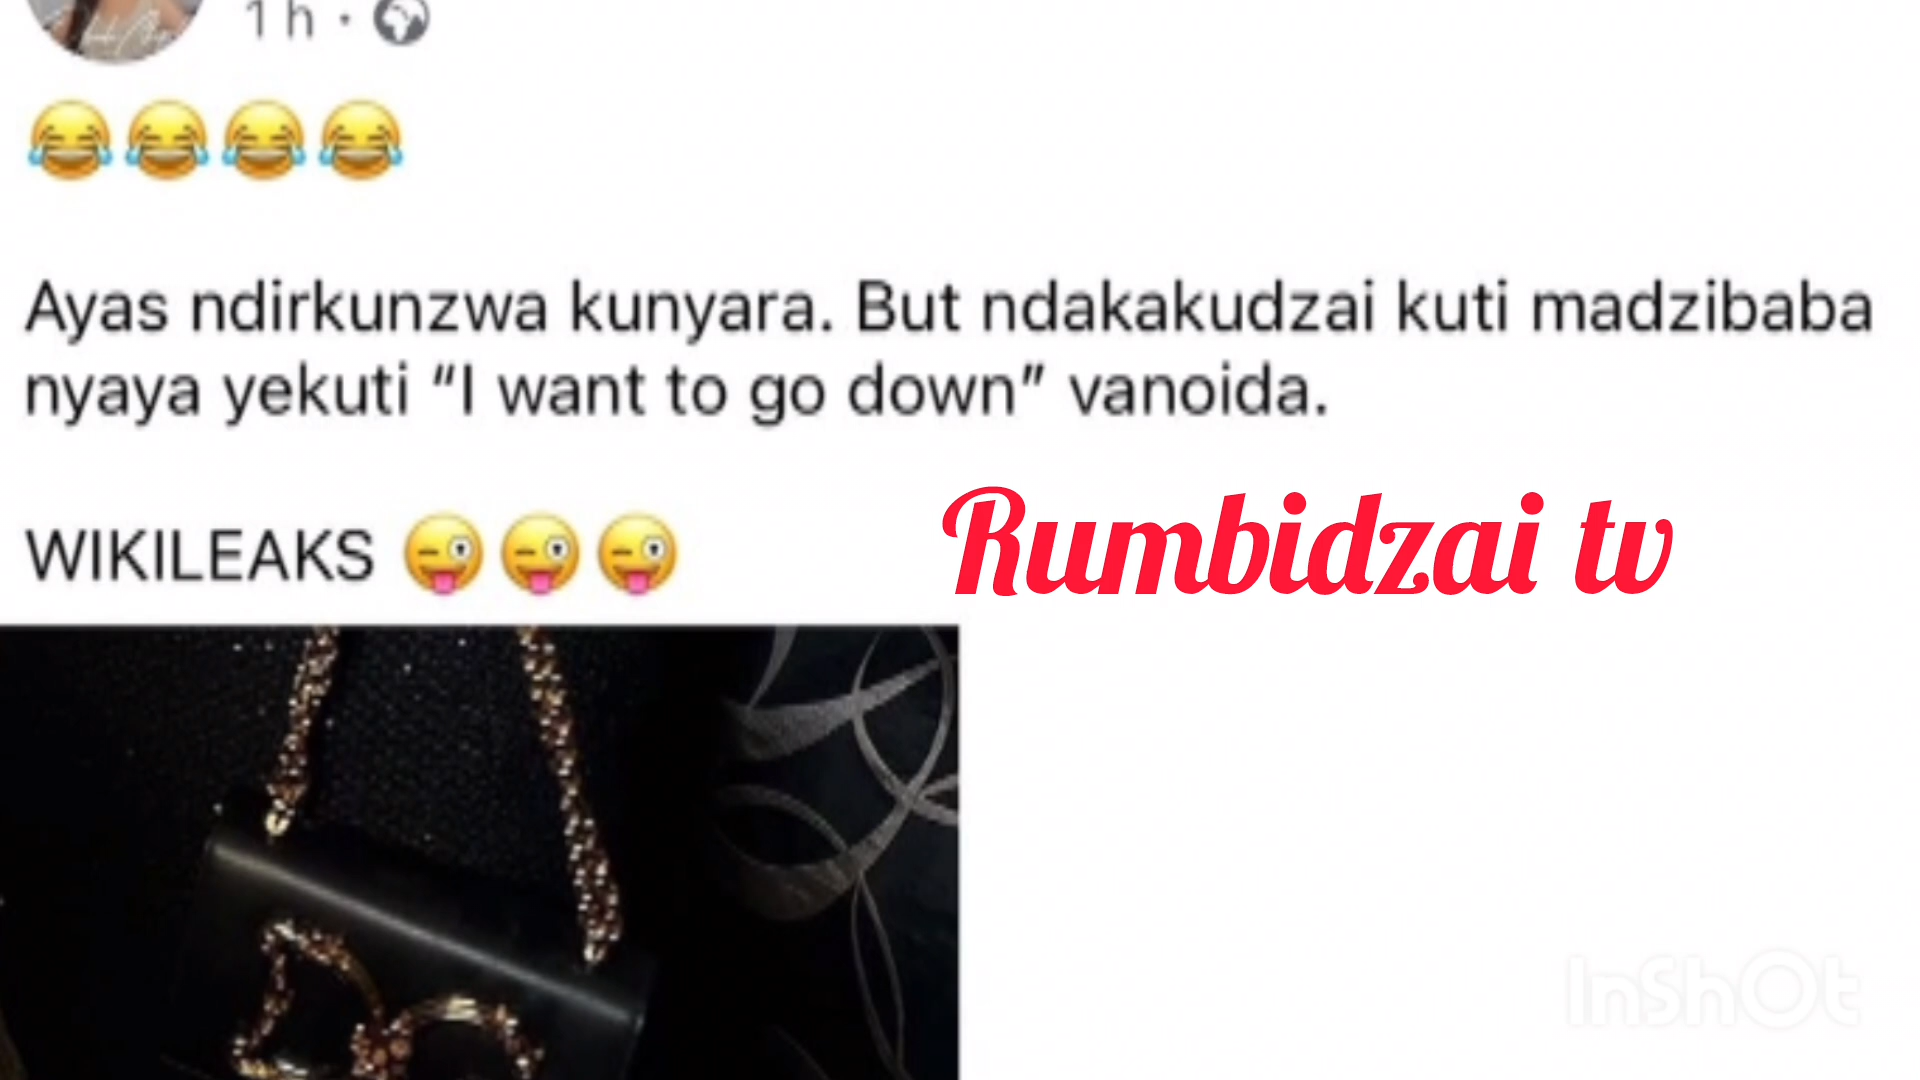 1 h ·
😂😂😂😂
Ayas ndirkunzwa kunyara. But ndakakudzai kuti madzibaba
nyaya yekuti “I want to go down” vanoida.
WIKILEAKS 😜😜😜
Rumbidzai tv
InShOt